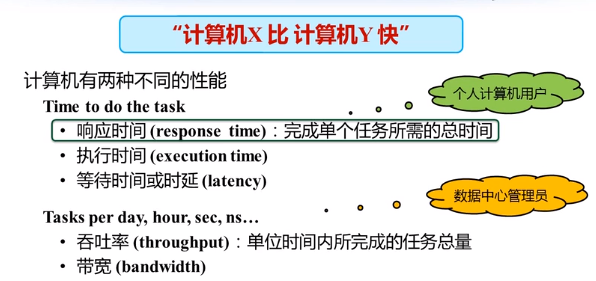 “计算机X 比 计算机Y 快”
计算机有两种不同的性能
个人计算机用户
Time to do the task
• 响应时间 (response time)：完成单个任务所需的总时间
• 执行时间 (execution time)
• 等待时间或时延 (latency)
数据中心管理员
Tasks per day, hour, sec, ns…
• 吞吐率 (throughput)：单位时间内所完成的任务总量
• 带宽 (bandwidth)